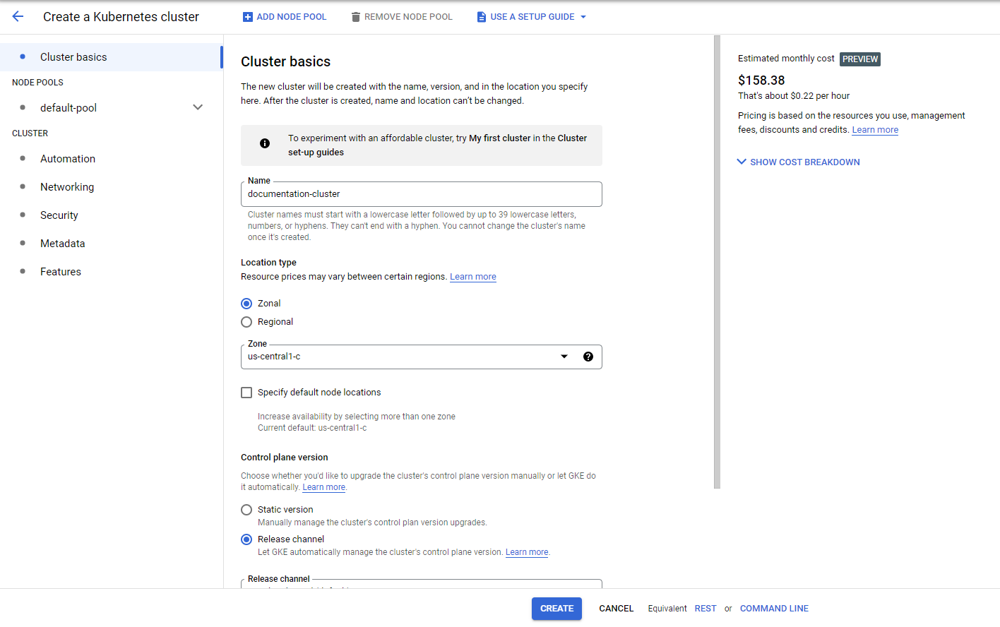 Create a Kubernetes cluster
ADD NODE POOL
REMOVE NODE POOL
USE A SETUP GUIDE
Cluster basics
NODE POOLS
default-pool
CLUSTER
Automation
Networking
Security
Metadata
Features
Cluster basics
The new cluster will be created with the name, version, and in the location you specify
here. After the cluster is created, name and location can't be changed.
To experiment with an affordable cluster, try My first cluster in the Cluster
set-up guides
Name
documentation-cluster
Cluster names must start with a lowercase letter followed by up to 39 lowercase letters,
numbers, or hyphens. They can't end with a hyphen. You cannot change the cluster's name
once it's created.
Location type
Resource prices may vary between certain regions. Learn more
Zonal
Regional
Zone
us-central1-c
Specify default node locations
Increase availability by selecting more than one zone
Current default: us-central1-c
Control plane version
Choose whether you'd like to upgrade the cluster's control plane version manually or let GKE do
it automatically. Learn more.
Static version
Manually manage the cluster's control plan version upgrades.
Release channel
Let GKE automatically manage the cluster's control plane version. Learn more.
Release channel
Estimated monthly cost PREVIEW
$158.38
That's about $0.22 per hour
Pricing is based on the resources you use, management
fees, discounts and credits. Learn more
SHOW COST BREAKDOWN
CREATE
CANCEL
Equivalent REST or COMMAND LINE